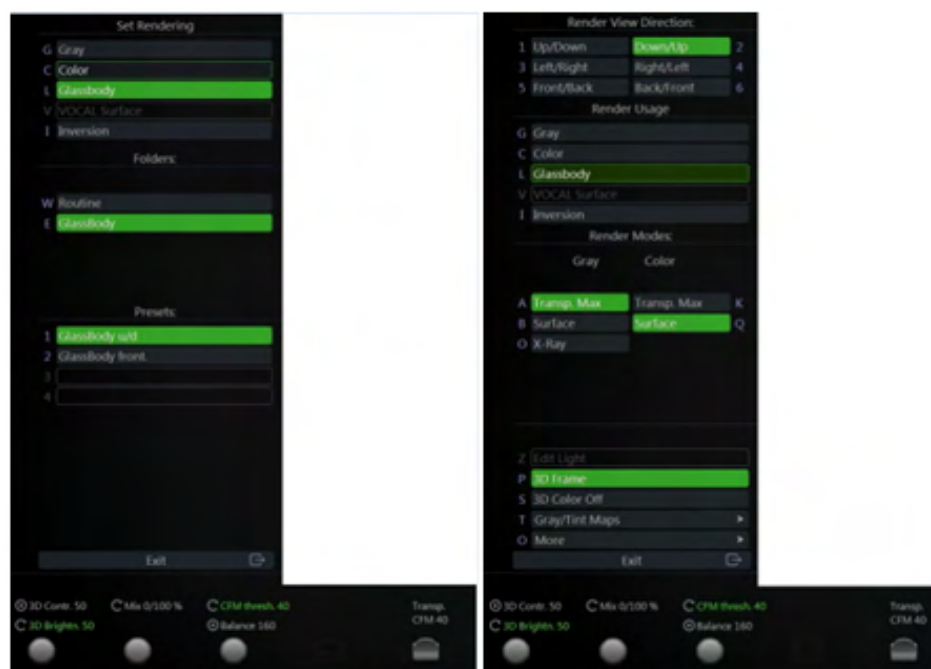 Set Rendering
G Gray
C Color
L Glassbody
V VOCAL Surface
I Inversion
Folders:
W Routine
E GlassBody
Presets:
1 GlassBody u/d
2 GlassBody front.
3
4
Exit
3D Contr. 50 Mix 0/100 % CFM thresh. 40 Transp.
3D Brightn. 50 Balance 160 CFM 40
Render View Direction:
1 Up/Down Down/Up 2
3 Left/Right Right/Left 4
5 Front/Back Back/Front 6
Render Usage
G Gray
C Color
L Glassbody
V VOCAL Surface
I Inversion
Render Modes:
Gray Color
A Transp. Max Transp. Max K
B Surface Surface Q
O X-Ray
Z Edit Light
P 3D Frame
S 3D Color Off
T Gray/Tint Maps >
O More >
Exit
3D Contr. 50 Mix 0/100 % CFM thresh. 40 Transp.
3D Brightn. 50 Balance 160 CFM 40